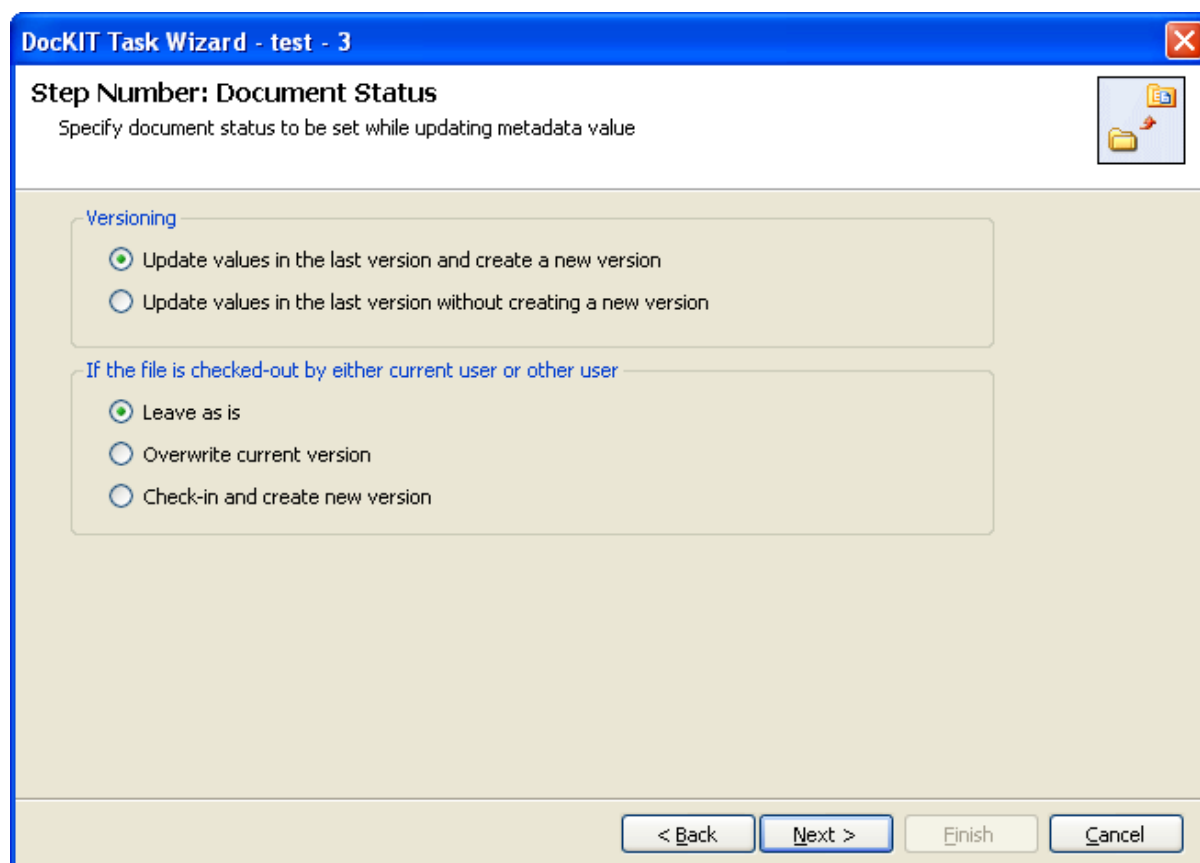 DocKIT Task Wizard - test - 3
Step Number: Document Status
Specify document status to be set while updating metadata value
Versioning
Update values in the last version and create a new version
Update values in the last version without creating a new version
If the file is checked-out by either current user or other user
Leave as is
Overwrite current version
Check-in and create new version
< Back Next > Finish Cancel